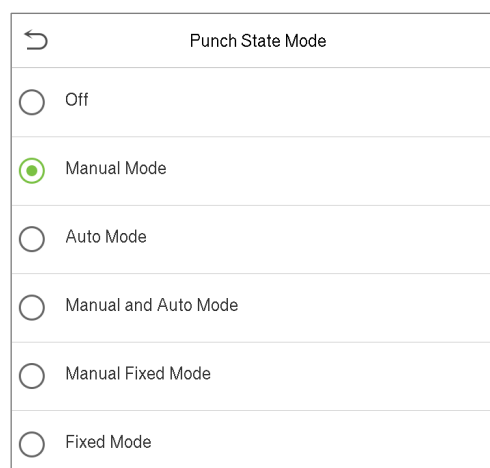 Punch State Mode
Off
Manual Mode
Auto Mode
Manual and Auto Mode
Manual Fixed Mode
Fixed Mode